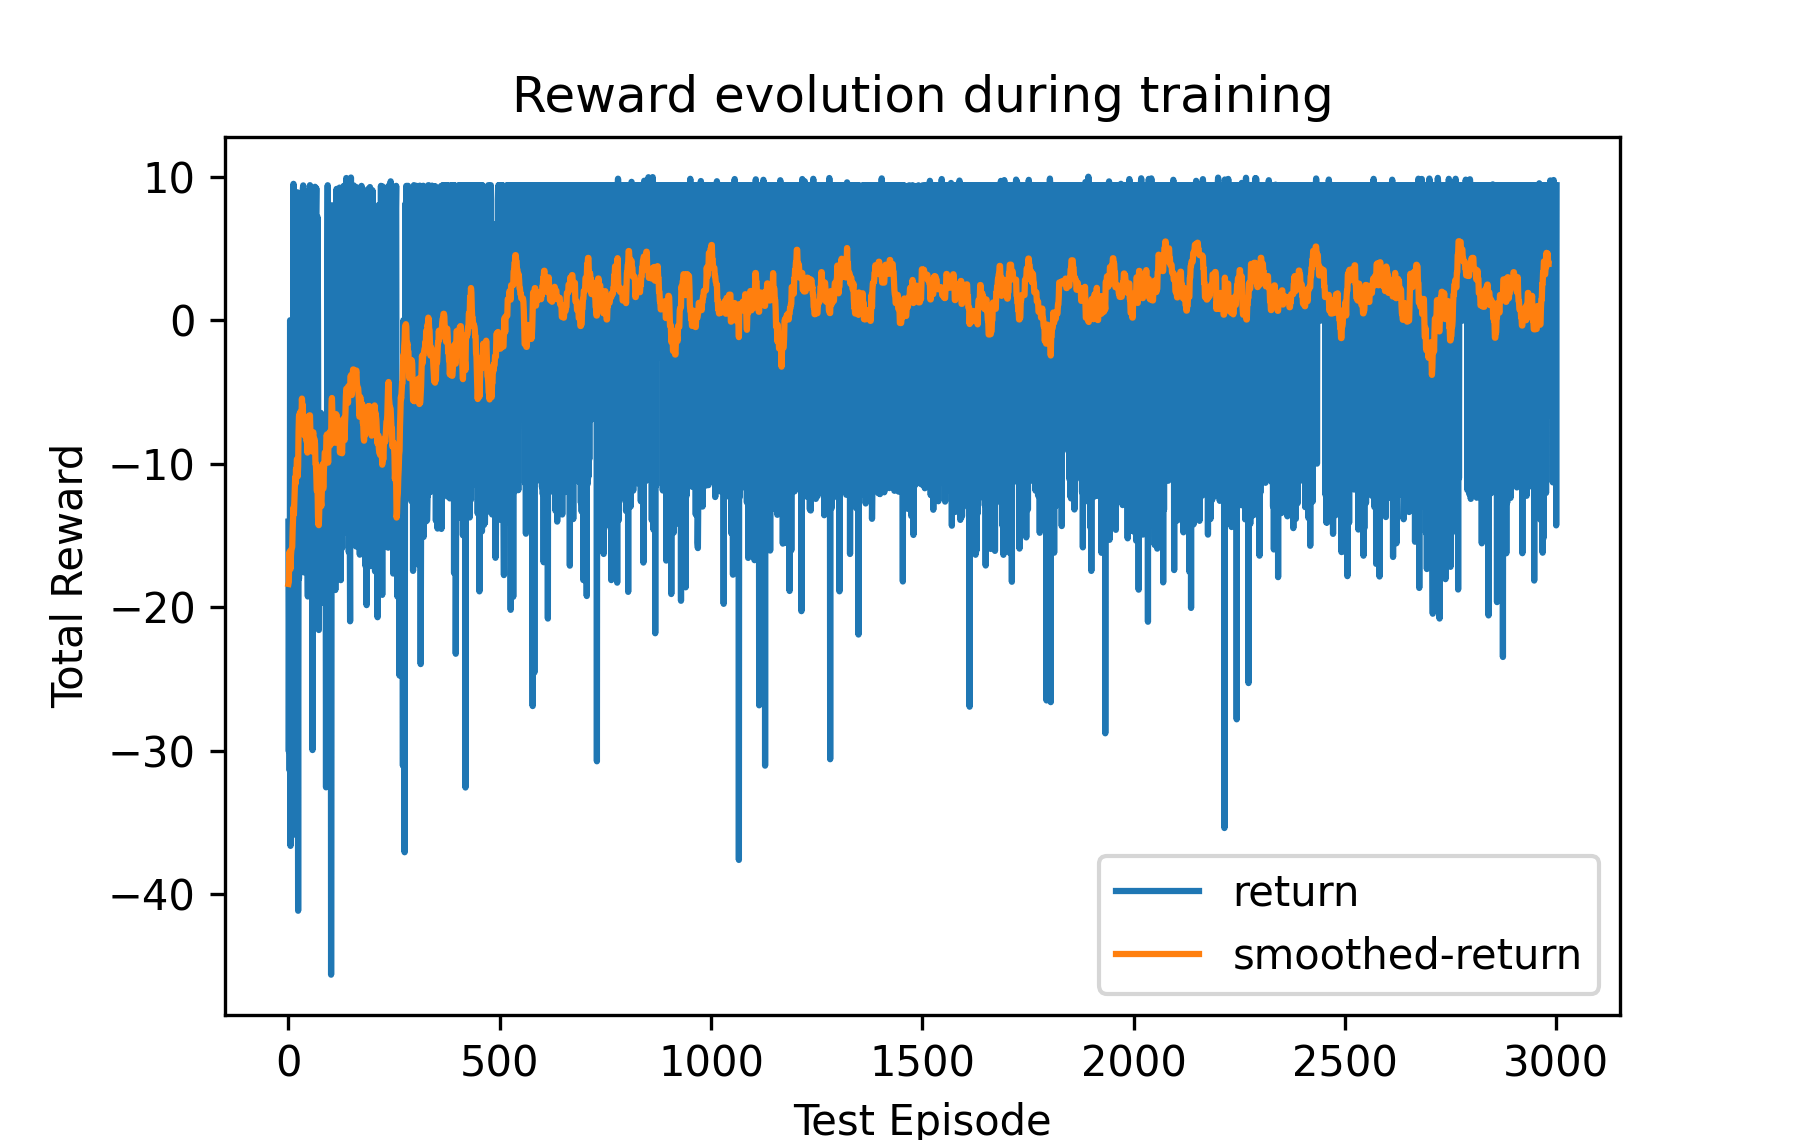 Reward evolution during training
10
0
−10
−20
−30
−40
Total Reward
return
smoothed-return
0 500 1000 1500 2000 2500 3000
Test Episode